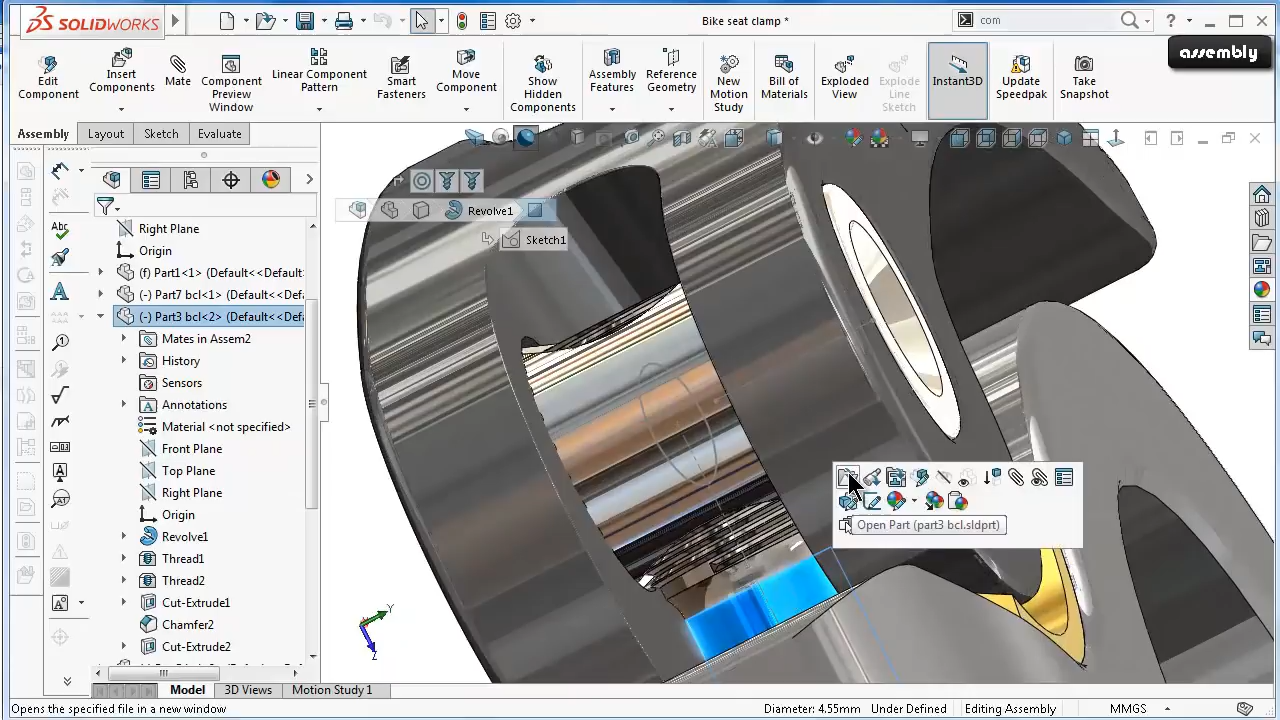 SOLIDWORKS
Bike seat clamp *
com
assembly
Edit Component
Insert Components
Mate
Component Preview Window
Linear Component Pattern
Smart Fasteners
Move Component
Show Hidden Components
Assembly Features
Reference Geometry
New Motion Study
Bill of Materials
Exploded View
Explode Line Sketch
Instant3D
Update Speedpak
Take Snapshot
Assembly
Layout
Sketch
Evaluate
Revolve1
Sketch1
Right Plane
Origin
(f) Part1<1> (Default<<Default
(-) Part7 bcl<1> (Default<<Def
(-) Part3 bcl<2> (Default<<Def
Mates in Assem2
History
Sensors
Annotations
Material <not specified>
Front Plane
Top Plane
Right Plane
Origin
Revolve1
Thread1
Thread2
Cut-Extrude1
Chamfer2
Cut-Extrude2
Abc
Open Part (part3 bcl.sldprt)
Y
Z
Model
3D Views
Motion Study 1
Opens the specified file in a new window
Diameter: 4.55mm
Under Defined
Editing Assembly
MMGS